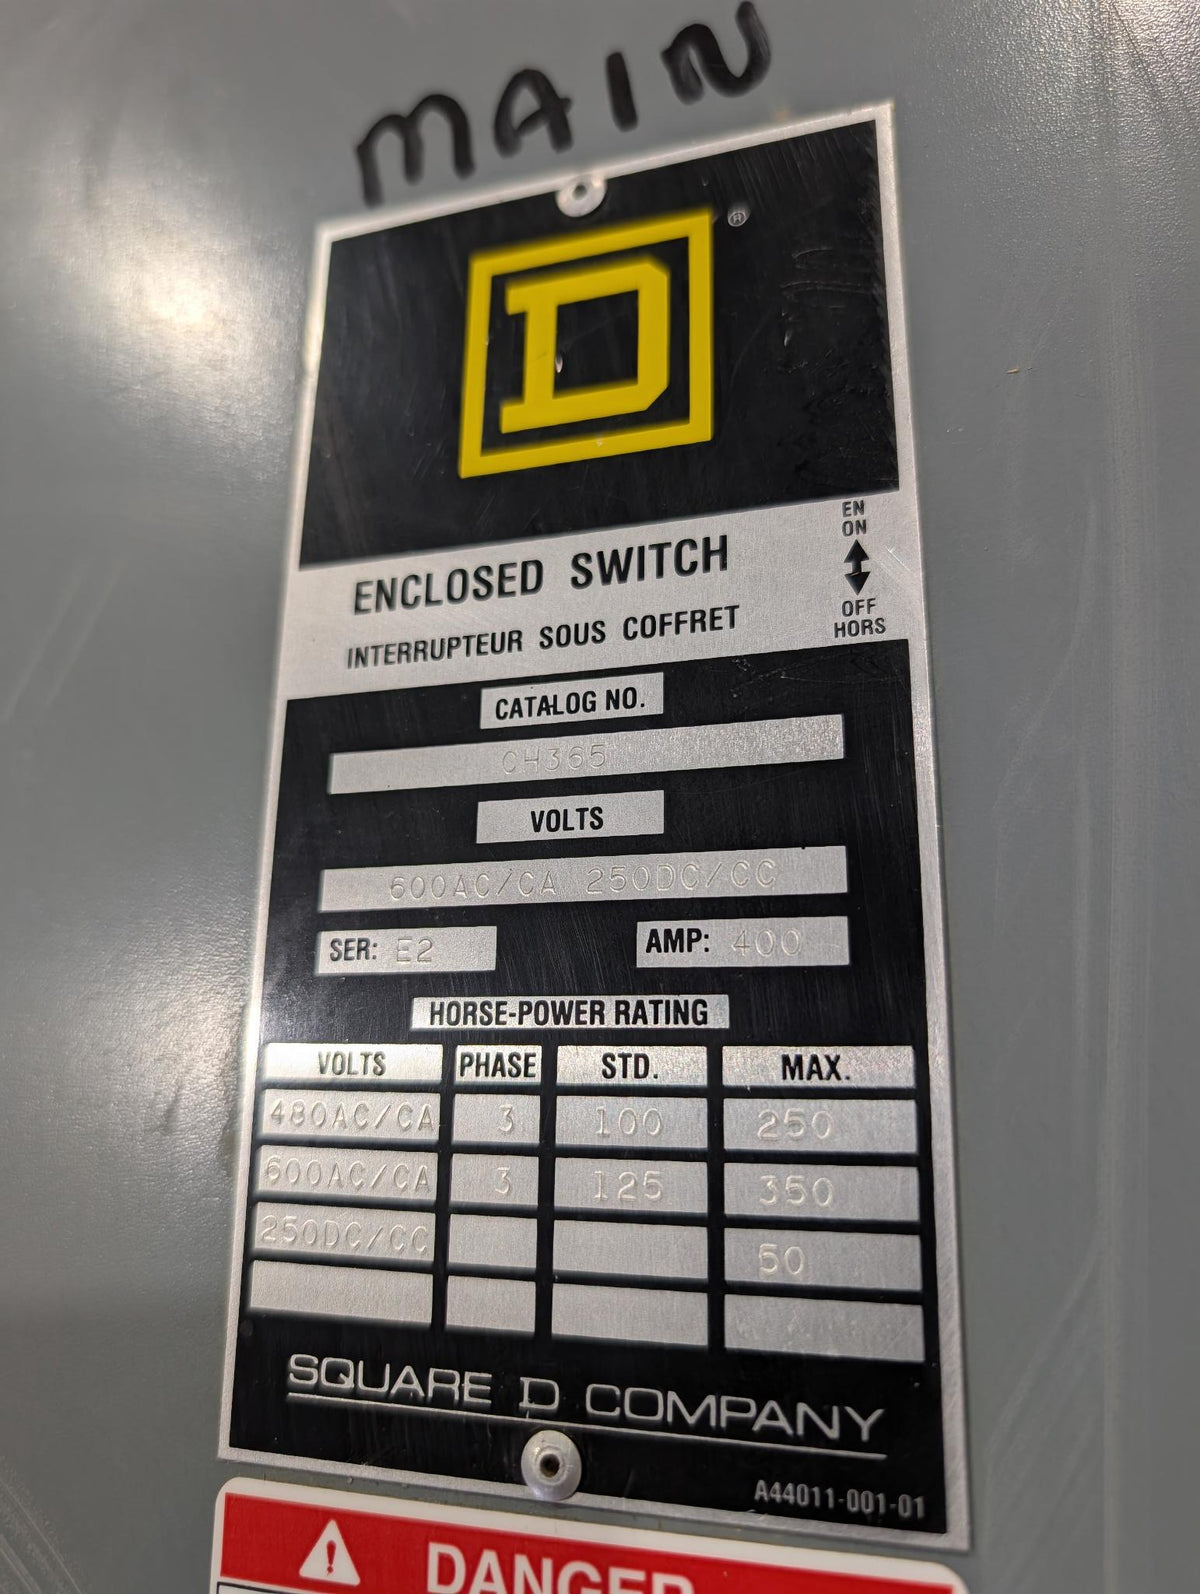 MAIN
D ®
EN
ON
OFF
HORS
ENCLOSED SWITCH
INTERRUPTEUR SOUS COFFRET
CATALOG NO.
CH365
VOLTS
600AC/CA 250DC/CC
SER: E2 AMP: 400
HORSE-POWER RATING
VOLTS PHASE STD. MAX.
480AC/CA 3 100 250
600AC/CA 3 125 350
250DC/CC 50
SQUARE D COMPANY
A44011-001-01
DANGER